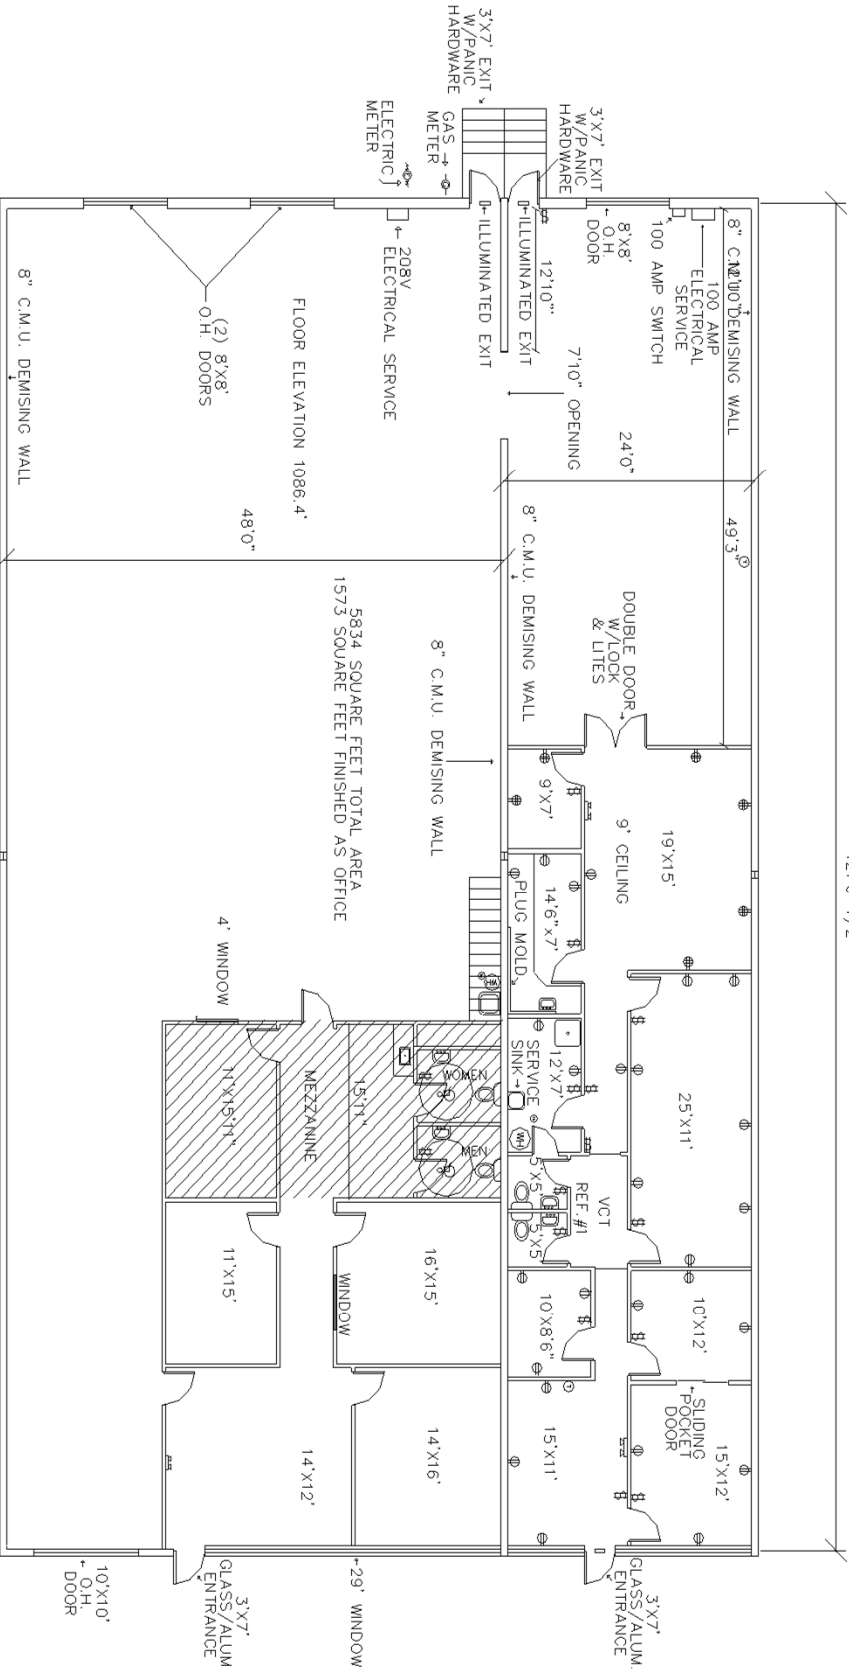 3'X7' EXIT
W/PANIC
HARDWARE
3'X7' EXIT
W/PANIC
HARDWARE
GAS
METER
ELECTRIC
METER
ILLUMINATED EXIT
ILLUMINATED EXIT
12'10"
8'X8'
O.H.
DOOR
100 AMP SWITCH
100 AMP
ELECTRICAL
SERVICE
8" C.M.U. DEMISING WALL
208V
ELECTRICAL SERVICE
(2) 8'X8'
O.H. DOORS
8" C.M.U. DEMISING WALL
FLOOR ELEVATION 1086.4'
7'10" OPENING
24'0"
48'0"
49'3"
T
8" C.M.U. DEMISING WALL
DOUBLE DOOR
W/LOCK
& LITES
5834 SQUARE FEET TOTAL AREA
1573 SQUARE FEET FINISHED AS OFFICE
8" C.M.U. DEMISING WALL
9'X7'
9' CEILING
19'X15'
14'6"x7'
PLUG MOLD
4' WINDOW
WH
12'X7'
SERVICE
SINK
WH
25'X11'
11'X15'11"
MEZZANINE
15'11"
WOMEN
MEN
5'X5'
5'X5'
VCT
REF.#1
11'X15'
16'X15'
WINDOW
10'X8'6"
10'X12'
T
SLIDING
POCKET
DOOR
15'X12'
15'X11'
14'X12'
14'X16'
10'X10'
O.H.
DOOR
3'X7'
GLASS/ALUM.
ENTRANCE
29' WINDOW
3'X7'
GLASS/ALUM.
ENTRANCE